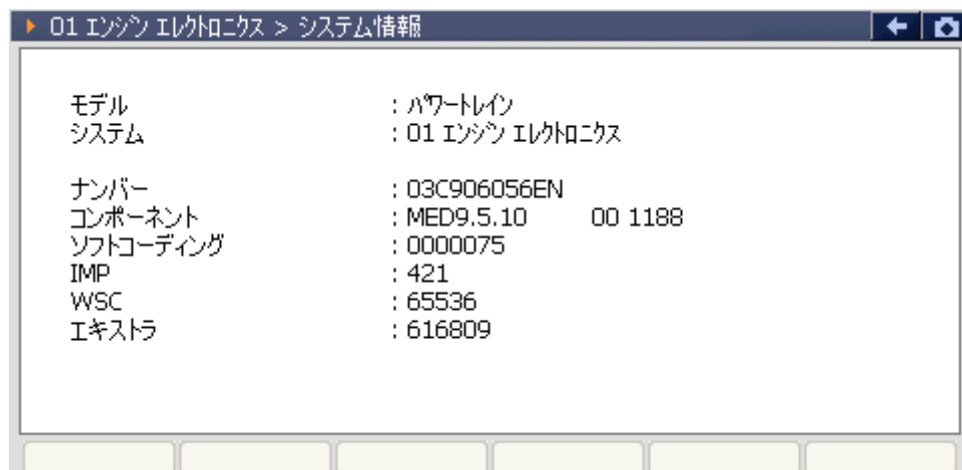 01 エンジン エレクトロニクス > システム情報
モデル : パワートレイン
システム : 01 エンジン エレクトロニクス
ナンバー : 03C906056EN
コンポーネント : MED9.5.10 00 1188
ソフトコーディング : 0000075
IMP : 421
WSC : 65536
エキストラ : 616809